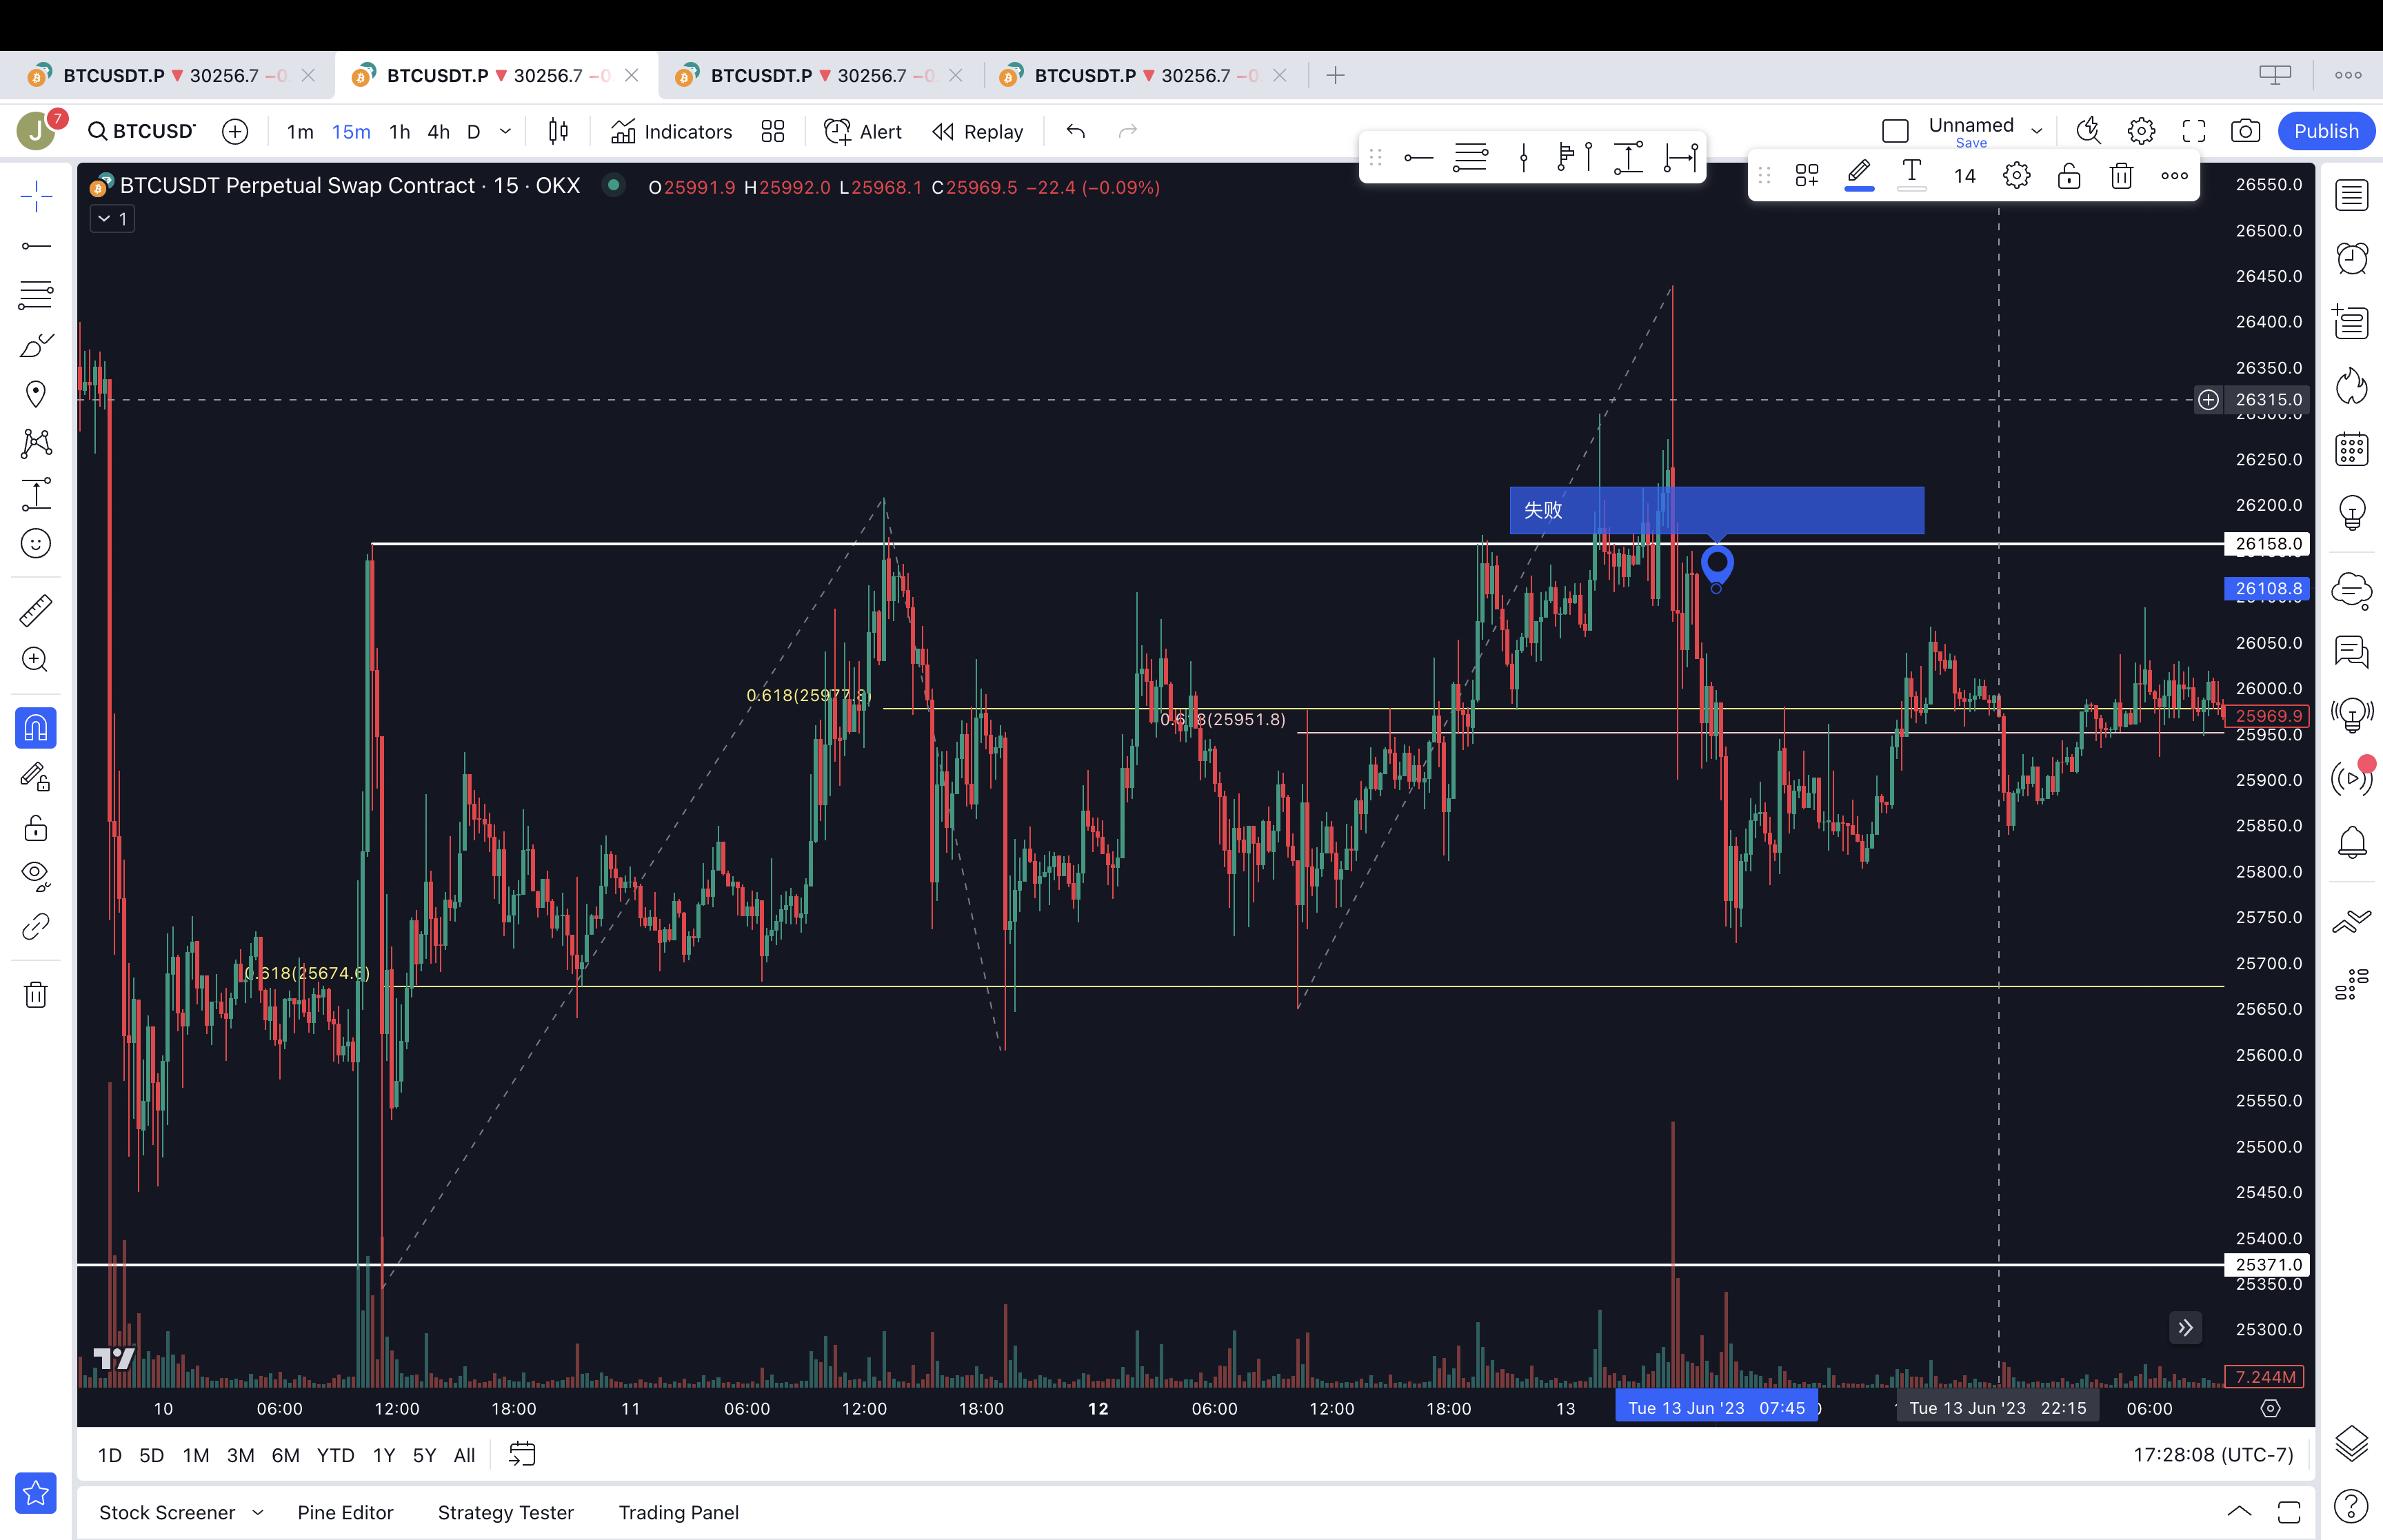 BTCUSDT.P ▼ 30256.7 −0
BTCUSDT.P ▼ 30256.7 −0
BTCUSDT.P ▼ 30256.7 −0.
BTCUSDT.P ▼ 30256.7 −0.
J
7
BTCUSD
1m 15m 1h 4h D
Indicators
Alert
Replay
Unnamed
Save
Publish
14
BTCUSDT Perpetual Swap Contract · 15 · OKX O25991.9 H25992.0 L25968.1 C25969.5 −22.4 (−0.09%)
1
失败
0.618(25977.8)
0.618(25951.8)
0.618(25674.6)
26550.0
26500.0
26450.0
26400.0
26350.0
26315.0
26300.0
26250.0
26200.0
26158.0
26108.8
26050.0
26000.0
25969.9
25950.0
25900.0
25850.0
25800.0
25750.0
25700.0
25650.0
25600.0
25550.0
25500.0
25450.0
25400.0
25371.0
25350.0
25300.0
7.244M
10 06:00 12:00 18:00 11 06:00 12:00 18:00 12 06:00 12:00 18:00 13 Tue 13 Jun '23 07:45 Tue 13 Jun '23 22:15 06:00
1D 5D 1M 3M 6M YTD 1Y 5Y All
17:28:08 (UTC-7)
Stock Screener Pine Editor Strategy Tester Trading Panel